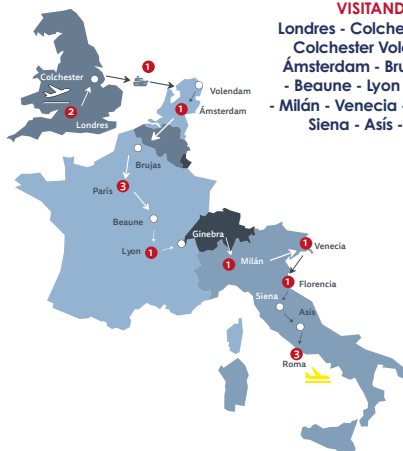 VISITAND
Londres - Colche
Colchester Vole
Ámsterdam - Bru
- Beaune - Lyon
- Milán - Venecia -
Siena - Asís -
Colchester
1
Volendam
2
Londres
1
Ámsterdam
Brujas
París
3
Beaune
Lyon
1
Ginebra
1
Milán
1
Venecia
1
Florencia
Siena
Asís
3
Roma